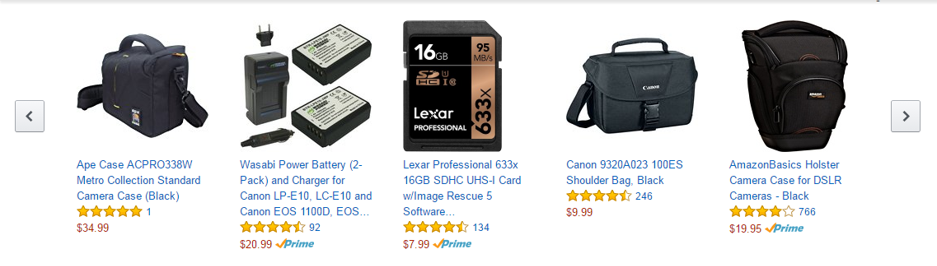 16GB
95
MB/s
Lexar
PROFESSIONAL
633x
Canon
Ape Case ACPRO338W
Metro Collection Standard
Camera Case (Black)
1
$34.99
Wasabi Power Battery (2-
Pack) and Charger for
Canon LP-E10, LC-E10 and
Canon EOS 1100D, EOS...
92
$20.99 Prime
Lexar Professional 633x
16GB SDHC UHS-I Card
w/Image Rescue 5
Software...
134
$7.99 Prime
Canon 9320A023 100ES
Shoulder Bag, Black
246
$9.99
AmazonBasics Holster
Camera Case for DSLR
Cameras - Black
766
$19.95 Prime